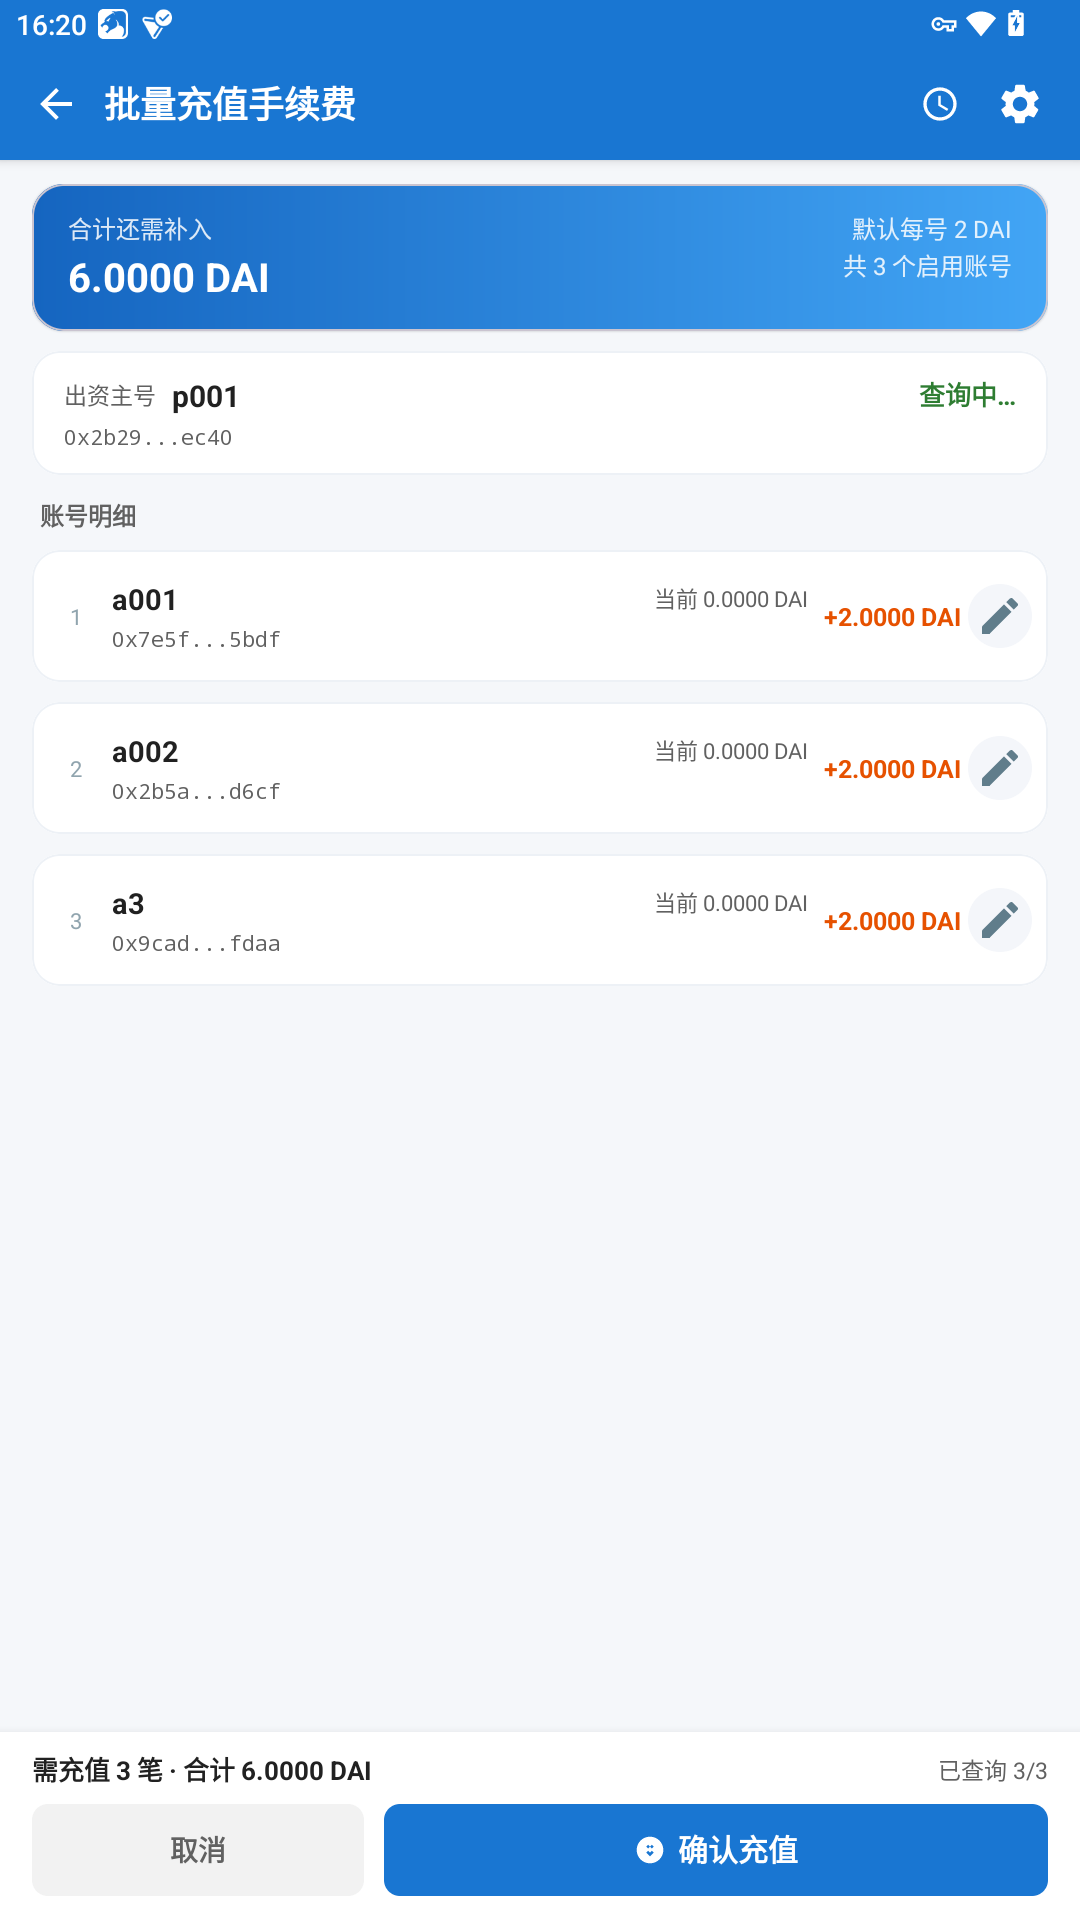 16:20
批量充值手续费
合计还需补入
默认每号 2 DAI
6.0000 DAI
共 3 个启用账号
出资主号 p001
查询中...
0x2b29...ec40
账号明细
1
a001
0x7e5f...5bdf
当前 0.0000 DAI
+2.0000 DAI
2
a002
0x2b5a...d6cf
当前 0.0000 DAI
+2.0000 DAI
3
a3
0x9cad...fdaa
当前 0.0000 DAI
+2.0000 DAI
需充值 3 笔 · 合计 6.0000 DAI
已查询 3/3
取消
确认充值